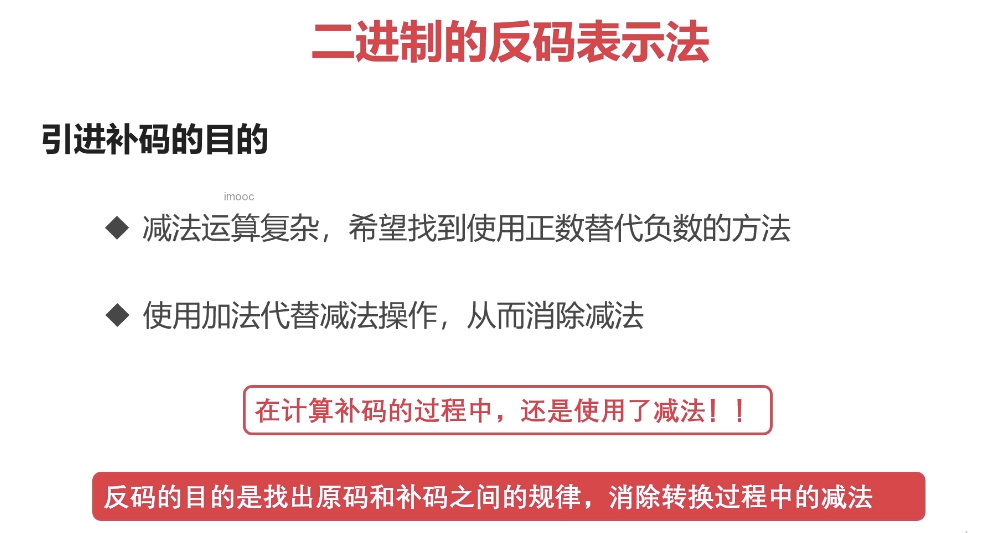 二进制的反码表示法
引进补码的目的
imooc
◆ 减法运算复杂，希望找到使用正数替代负数的方法
◆ 使用加法代替减法操作，从而消除减法
在计算补码的过程中，还是使用了减法！！
反码的目的是找出原码和补码之间的规律，消除转换过程中的减法